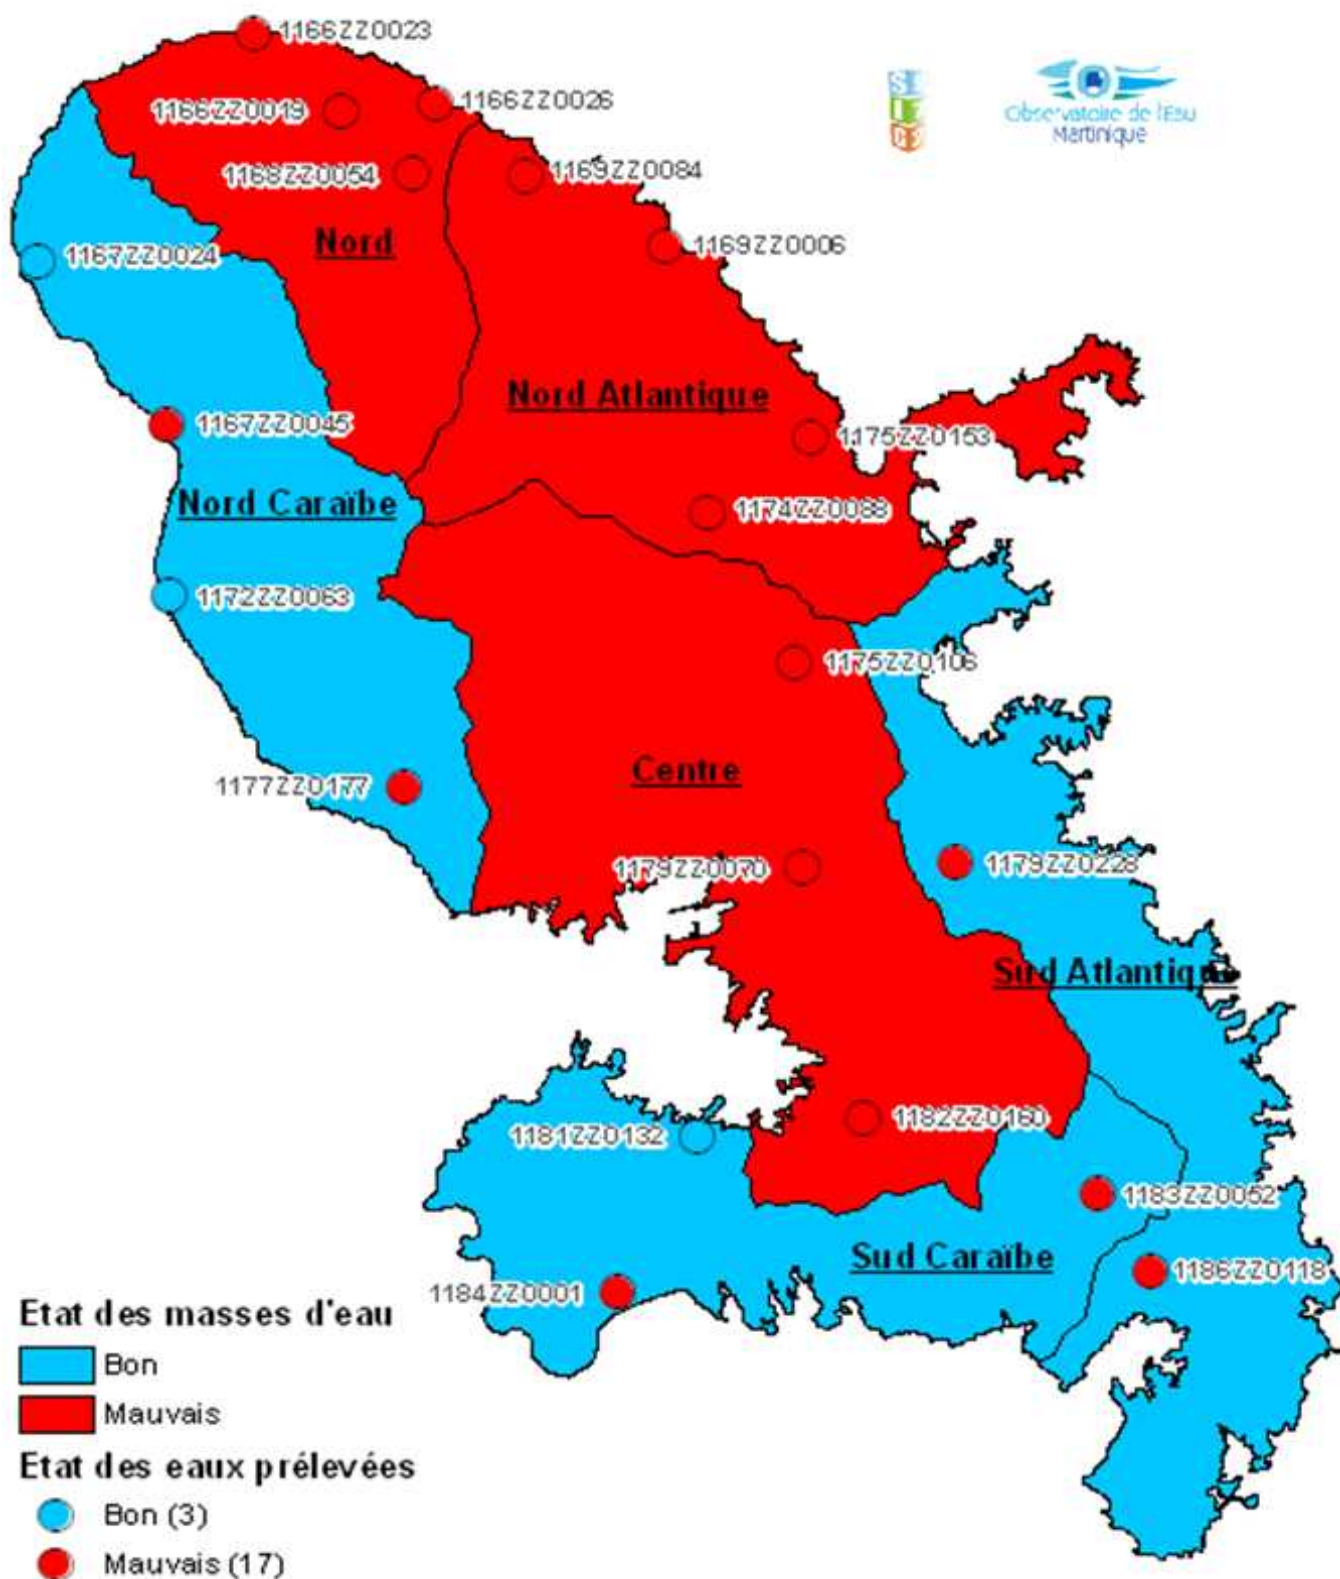 1166ZZ0023
1166ZZ0019
1166ZZ0026
1168ZZ0054
1169ZZ0084
Observatoire de l'Eau
Martinique
Nord
1169ZZ0006
1167ZZ0024
Nord Atlantique
1167ZZ0045
1175ZZ0153
Nord Caraïbe
1174ZZ0088
1172ZZ0063
1175ZZ0106
Centre
1177ZZ0177
1179ZZ0070
1179ZZ0228
Sud Atlantique
1182ZZ0160
1181ZZ0132
1183ZZ0052
Sud Caraïbe
1186ZZ0118
1184ZZ0001
Etat des masses d'eau
Bon
Mauvais
Etat des eaux prélevées
Bon (3)
Mauvais (17)